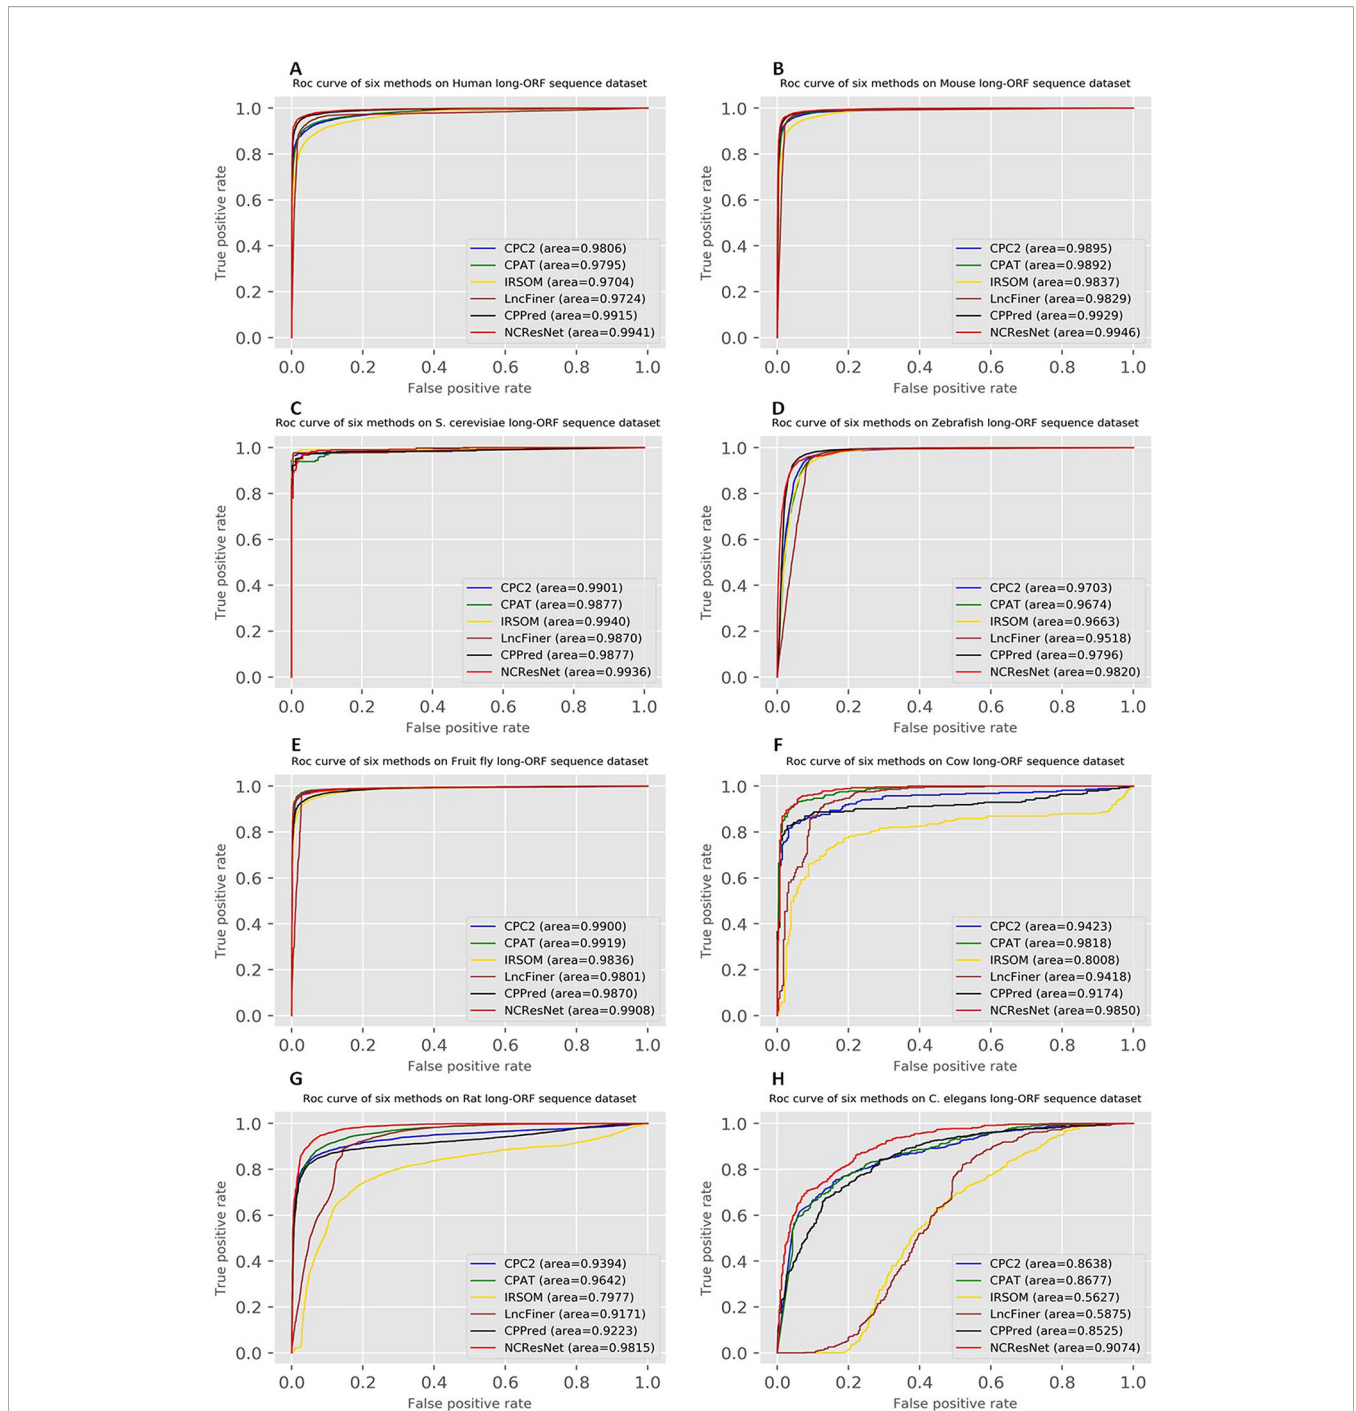 A
Roc curve of six methods on Human long-ORF sequence dataset
1.0
0.8
0.6
0.4
0.2
0.0
True positive rate
CPC2 (area=0.9806)
CPAT (area=0.9795)
IRSOM (area=0.9704)
LncFiner (area=0.9724)
CPPred (area=0.9915)
NCResNet (area=0.9941)
0.0 0.2 0.4 0.6 0.8 1.0
False positive rate
B
Roc curve of six methods on Mouse long-ORF sequence dataset
1.0
0.8
0.6
0.4
0.2
0.0
True positive rate
CPC2 (area=0.9895)
CPAT (area=0.9892)
IRSOM (area=0.9837)
LncFiner (area=0.9829)
CPPred (area=0.9929)
NCResNet (area=0.9946)
0.0 0.2 0.4 0.6 0.8 1.0
False positive rate
C
Roc curve of six methods on S. cerevisiae long-ORF sequence dataset
1.0
0.8
0.6
0.4
0.2
0.0
True positive rate
CPC2 (area=0.9901)
CPAT (area=0.9877)
IRSOM (area=0.9940)
LncFiner (area=0.9870)
CPPred (area=0.9877)
NCResNet (area=0.9936)
0.0 0.2 0.4 0.6 0.8 1.0
False positive rate
D
Roc curve of six methods on Zebrafish long-ORF sequence dataset
1.0
0.8
0.6
0.4
0.2
0.0
True positive rate
CPC2 (area=0.9703)
CPAT (area=0.9674)
IRSOM (area=0.9663)
LncFiner (area=0.9518)
CPPred (area=0.9796)
NCResNet (area=0.9820)
0.0 0.2 0.4 0.6 0.8 1.0
False positive rate
E
Roc curve of six methods on Fruit fly long-ORF sequence dataset
1.0
0.8
0.6
0.4
0.2
0.0
True positive rate
CPC2 (area=0.9900)
CPAT (area=0.9919)
IRSOM (area=0.9836)
LncFiner (area=0.9801)
CPPred (area=0.9870)
NCResNet (area=0.9908)
0.0 0.2 0.4 0.6 0.8 1.0
False positive rate
F
Roc curve of six methods on Cow long-ORF sequence dataset
1.0
0.8
0.6
0.4
0.2
0.0
True positive rate
CPC2 (area=0.9423)
CPAT (area=0.9818)
IRSOM (area=0.8008)
LncFiner (area=0.9418)
CPPred (area=0.9174)
NCResNet (area=0.9850)
0.0 0.2 0.4 0.6 0.8 1.0
False positive rate
G
Roc curve of six methods on Rat long-ORF sequence dataset
1.0
0.8
0.6
0.4
0.2
0.0
True positive rate
CPC2 (area=0.9394)
CPAT (area=0.9642)
IRSOM (area=0.7977)
LncFiner (area=0.9171)
CPPred (area=0.9223)
NCResNet (area=0.9815)
0.0 0.2 0.4 0.6 0.8 1.0
False positive rate
H
Roc curve of six methods on C. elegans long-ORF sequence dataset
1.0
0.8
0.6
0.4
0.2
0.0
True positive rate
CPC2 (area=0.8638)
CPAT (area=0.8677)
IRSOM (area=0.5627)
LncFiner (area=0.5875)
CPPred (area=0.8525)
NCResNet (area=0.9074)
0.0 0.2 0.4 0.6 0.8 1.0
False positive rate